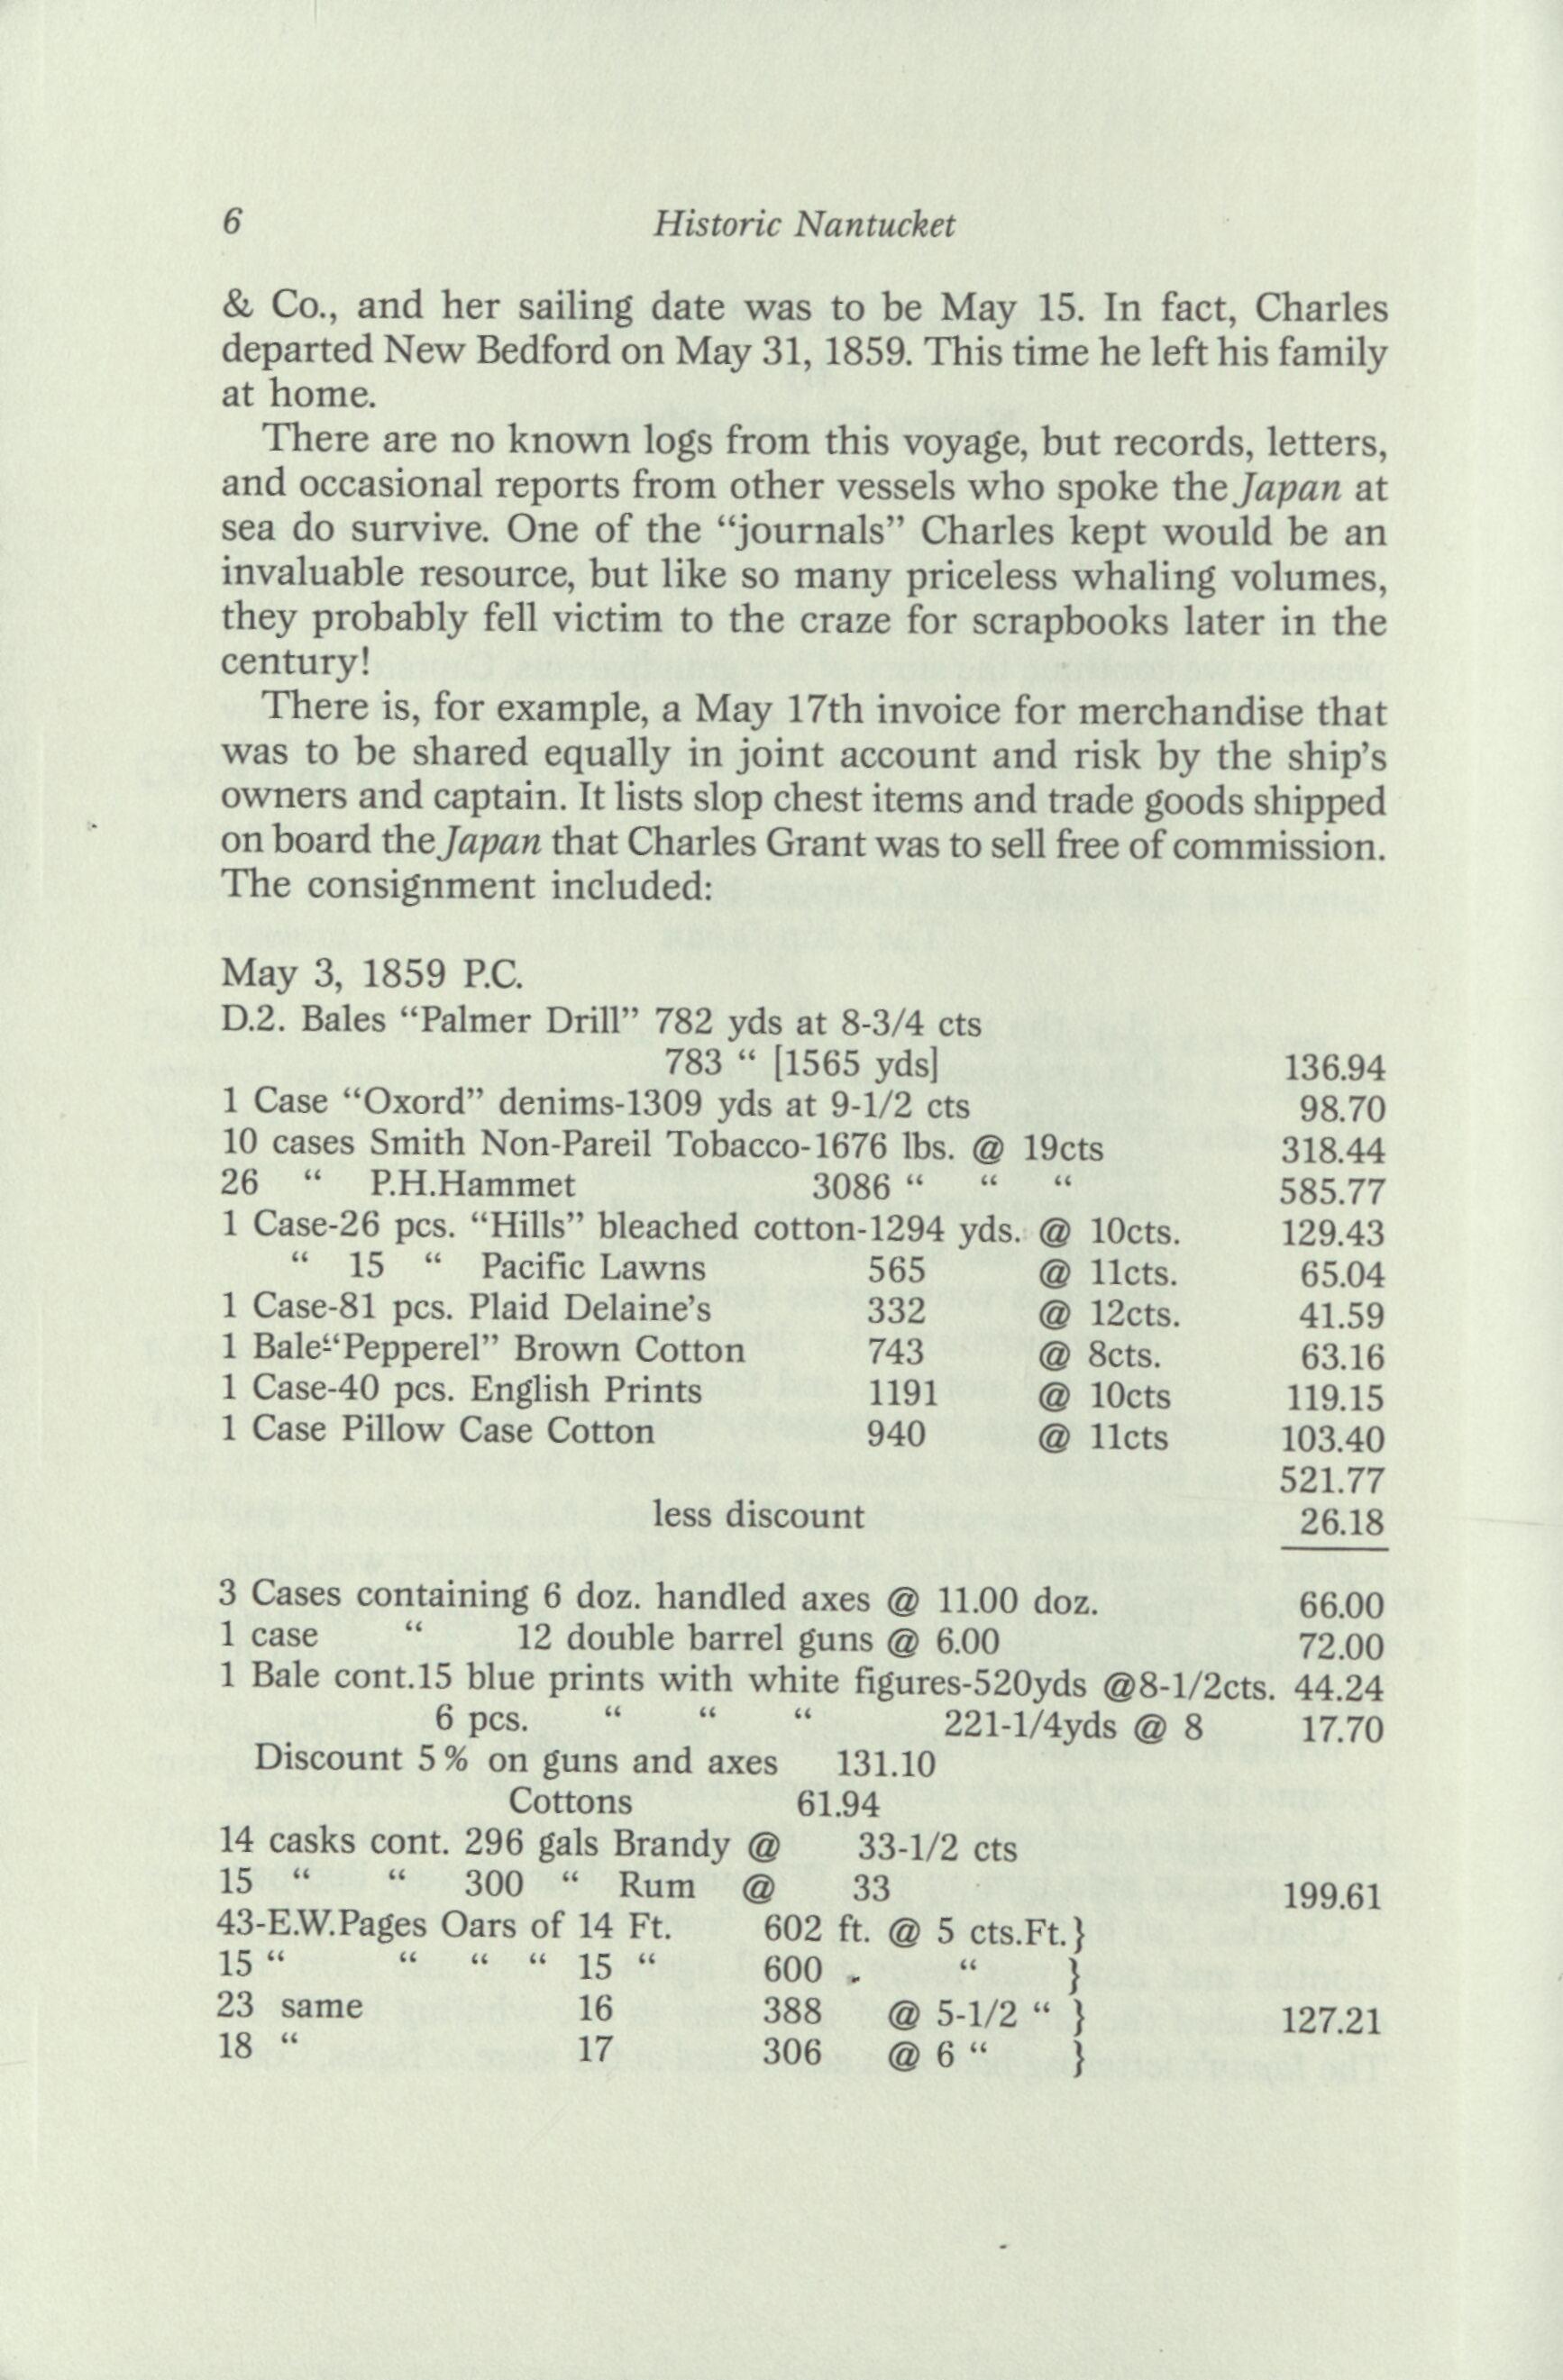 6 Historic Nantucket
& Co., and her sailing date was to be May 15. In fact, Charles
departed New Bedford on May 31, 1859. This time he left his family
at home.
There are no known logs from this voyage, but records, letters,
and occasional reports from other vessels who spoke the Japan at
sea do survive. One of the “journals” Charles kept would be an
invaluable resource, but like so many priceless whaling volumes,
they probably fell victim to the craze for scrapbooks later in the
century!
There is, for example, a May 17th invoice for merchandise that
was to be shared equally in joint account and risk by the ship’s
owners and captain. It lists slop chest items and trade goods shipped
on board the Japan that Charles Grant was to sell free of commission.
The consignment included:
May 3, 1859 P.C.
D.2. Bales “Palmer Drill” 782 yds at 8-3/4 cts
783 “ [1565 yds] 136.94
1 Case “Oxord” denims-1309 yds at 9-1/2 cts 98.70
10 cases Smith Non-Pareil Tobacco-1676 lbs. @ 19cts 318.44
26 “ P.H.Hammet 3086 “ “ “ 585.77
1 Case-26 pcs. “Hills” bleached cotton-1294 yds. @ 10cts. 129.43
“ 15 “ Pacific Lawns 565 @ 11cts. 65.04
1 Case-81 pcs. Plaid Delaine’s 332 @ 12cts. 41.59
1 Bale-“Pepperel” Brown Cotton 743 @ 8cts. 63.16
1 Case-40 pcs. English Prints 1191 @ 10cts 119.15
1 Case Pillow Case Cotton 940 @ 11cts 103.40
521.77
less discount 26.18
3 Cases containing 6 doz. handled axes @ 11.00 doz. 66.00
1 case “ 12 double barrel guns @ 6.00 72.00
1 Bale cont.15 blue prints with white figures-520yds @8-1/2cts. 44.24
6 pcs. “ “ “ 221-1/4yds @ 8 17.70
Discount 5% on guns and axes 131.10
Cottons 61.94
14 casks cont. 296 gals Brandy @ 33-1/2 cts
15 “ “ 300 “ Rum @ 33 199.61
43-E.W.Pages Oars of 14 Ft. 602 ft. @ 5 cts.Ft.}
15 “ “ “ “ 15 “ 600 “ }
23 same 16 388 @ 5-1/2 “ } 127.21
18 “ 17 306 @ 6 “ }